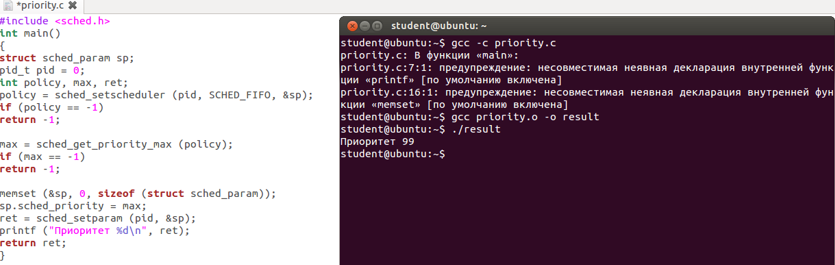 *priority.c
#include <sched.h>
int main()
{
struct sched_param sp;
pid_t pid = 0;
int policy, max, ret;
policy = sched_setscheduler (pid, SCHED_FIFO, &sp);
if (policy == -1)
return -1;
max = sched_get_priority_max (policy);
if (max == -1)
return -1;
memset (&sp, 0, sizeof (struct sched_param));
sp.sched_priority = max;
ret = sched_setparam (pid, &sp);
printf ("Приоритет %d\n", ret);
return ret;
}
student@ubuntu: ~
student@ubuntu:~$ gcc -c priority.c
priority.c: В функции «main»:
priority.c:7:1: предупреждение: несовместимая неявная декларация внутренней функ
ции «printf» [по умолчанию включена]
priority.c:16:1: предупреждение: несовместимая неявная декларация внутренней фун
кции «memset» [по умолчанию включена]
student@ubuntu:~$ gcc priority.o -o result
student@ubuntu:~$ ./result
Приоритет 99
student@ubuntu:~$